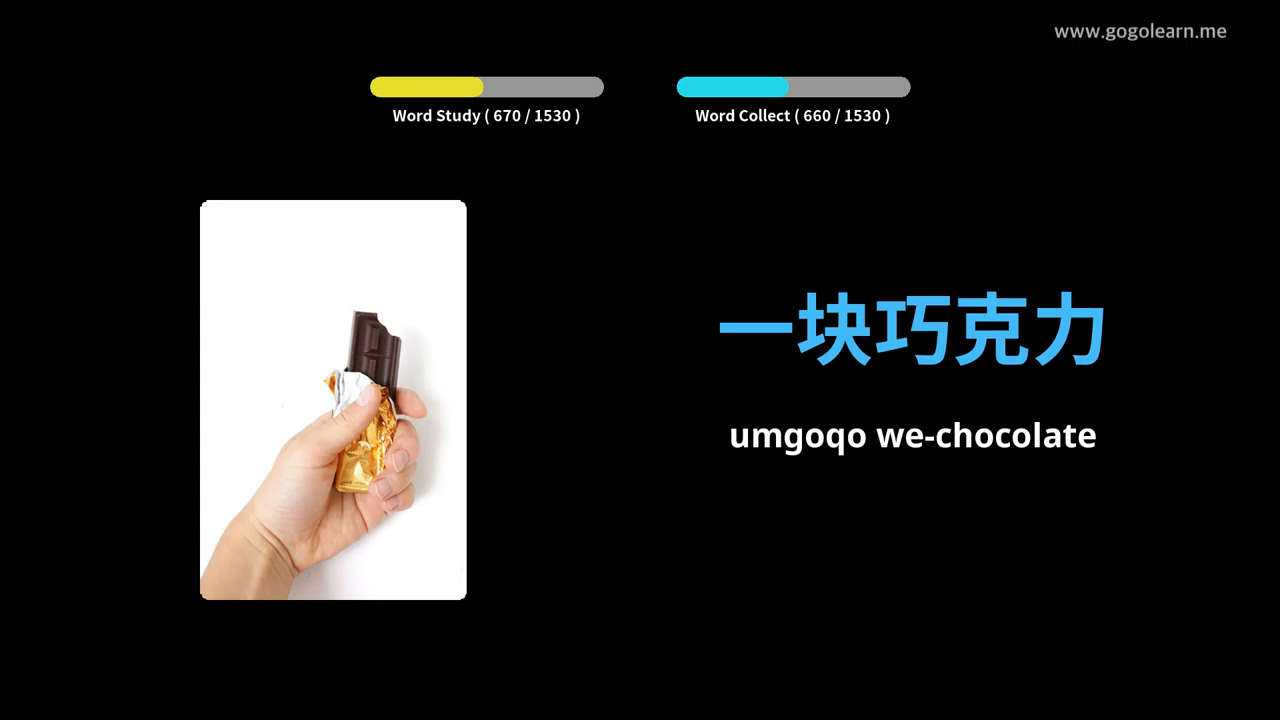 www.gogolearn.me
Word Study ( 670 / 1530 )
Word Collect ( 660 / 1530 )
一块巧克力
umgoqo we-chocolate